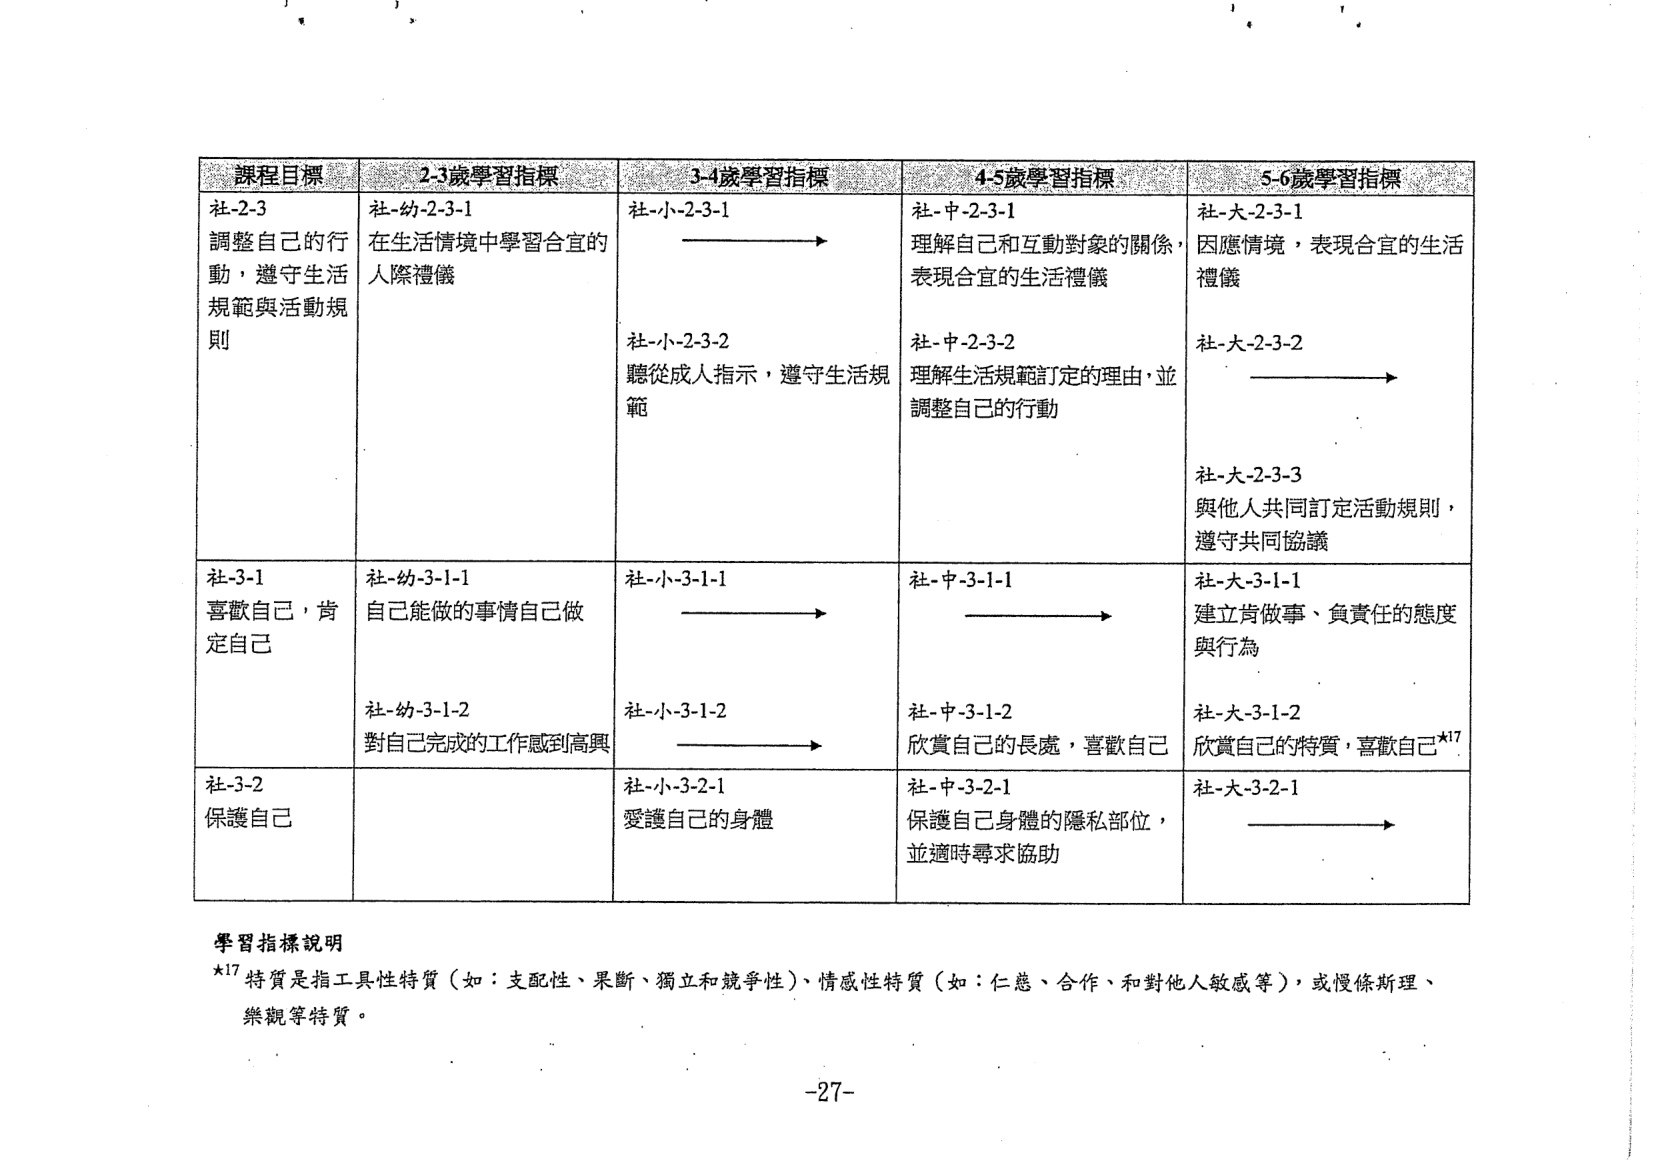 課程目標
2-3歲學習指標
3-4歲學習指標
4-5歲學習指標
5-6歲學習指標
社-2-3
調整自己的行
動，遵守生活
規範與活動規
則
社-幼-2-3-1
在生活情境中學習合宜的
人際禮儀
社-小-2-3-1
社-小-2-3-2
聽從成人指示，遵守生活規
範
社-中-2-3-1
理解自己和互動對象的關係，
表現合宜的生活禮儀
社-中-2-3-2
理解生活規範訂定的理由，並
調整自己的行動
社-大-2-3-1
因應情境，表現合宜的生活
禮儀
社-大-2-3-2
社-大-2-3-3
與他人共同訂定活動規則，
遵守共同協議
社-3-1
喜歡自己，肯
定自己
社-幼-3-1-1
自己能做的事情自己做
社-幼-3-1-2
對自己完成的工作感到高興
社-小-3-1-1
社-小-3-1-2
社-中-3-1-1
社-中-3-1-2
欣賞自己的長處，喜歡自己
社-大-3-1-1
建立肯做事、負責任的態度
與行為
社-大-3-1-2
欣賞自己的特質，喜歡自己★17
社-3-2
保護自己
社-小-3-2-1
愛護自己的身體
社-中-3-2-1
保護自己身體的隱私部位，
並適時尋求協助
社-大-3-2-1
學習指標說明
★17 特質是指工具性特質（如：支配性、果斷、獨立和競爭性）、情感性特質（如：仁慈、合作、和對他人敏感等），或慢條斯理、
樂觀等特質。
-27-